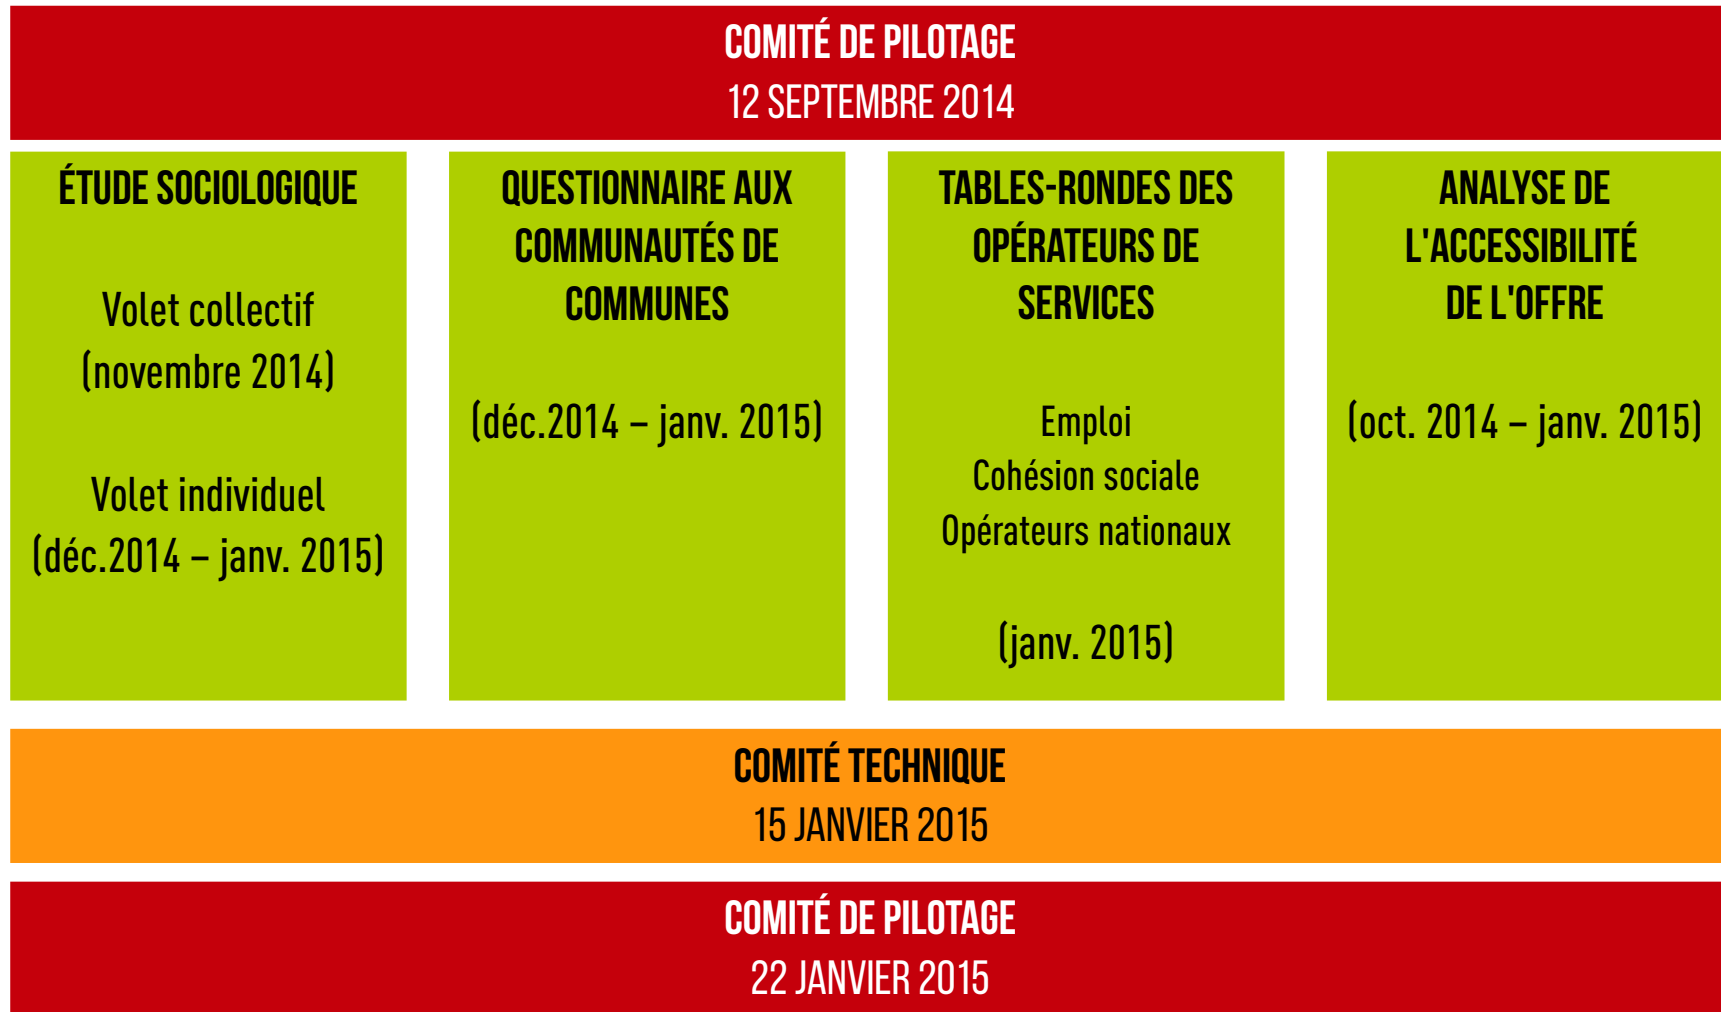 COMITÉ DE PILOTAGE
12 SEPTEMBRE 2014
ÉTUDE SOCIOLOGIQUE
Volet collectif
(novembre 2014)
Volet individuel
(déc.2014 – janv. 2015)
QUESTIONNAIRE AUX
COMMUNAUTÉS DE
COMMUNES
(déc.2014 – janv. 2015)
TABLES-RONDES DES
OPÉRATEURS DE
SERVICES
Emploi
Cohésion sociale
Opérateurs nationaux
(janv. 2015)
ANALYSE DE
L'ACCESSIBILITÉ
DE L'OFFRE
(oct. 2014 – janv. 2015)
COMITÉ TECHNIQUE
15 JANVIER 2015
COMITÉ DE PILOTAGE
22 JANVIER 2015